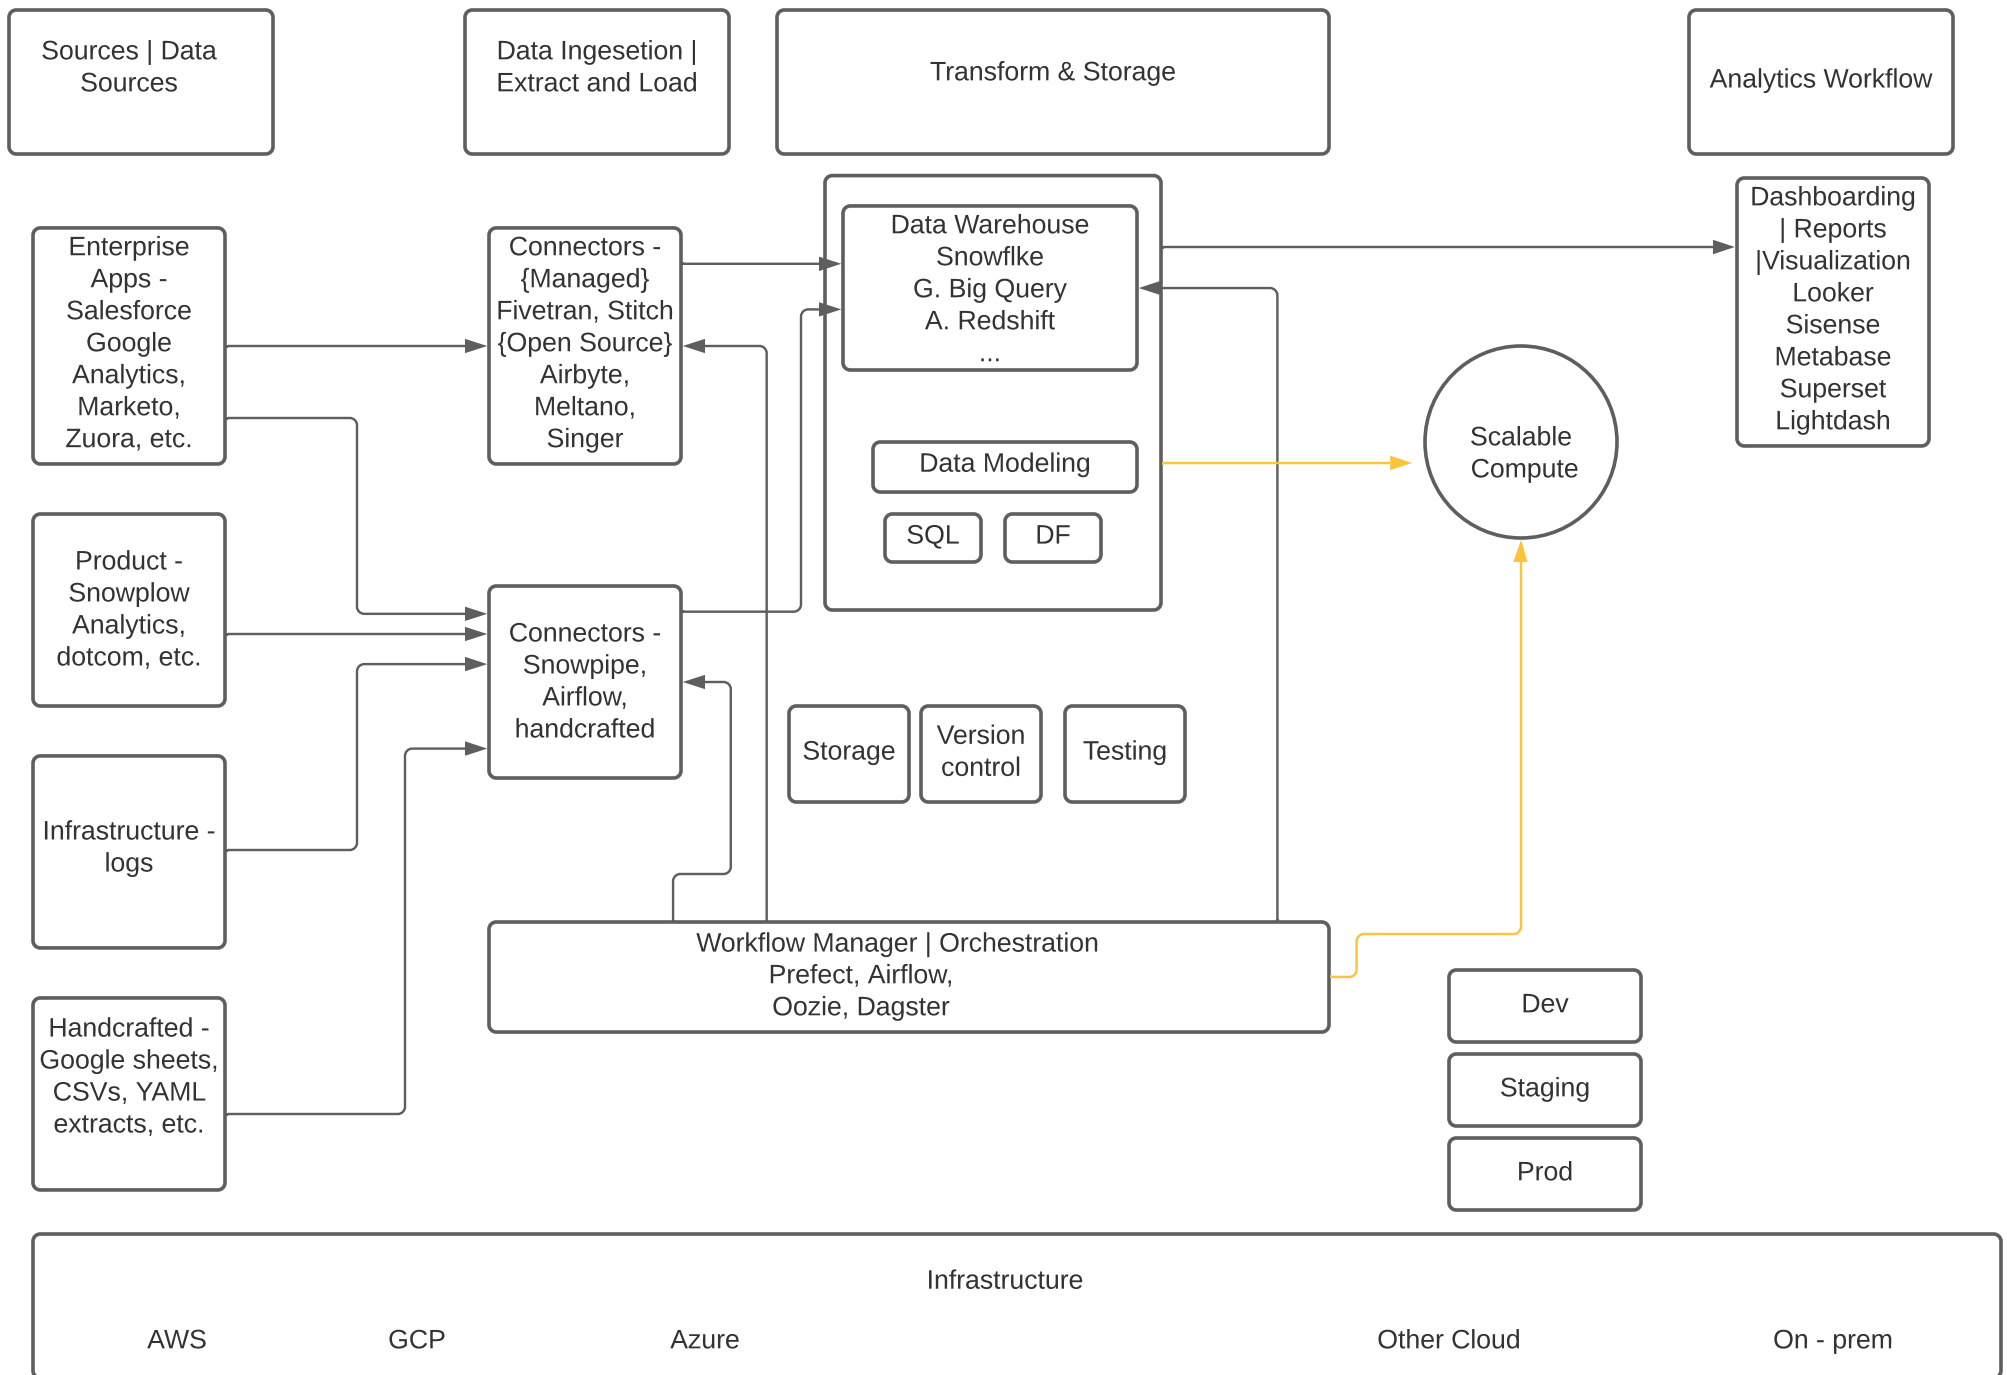 Sources | Data
Sources
Data Ingesetion |
Extract and Load
Transform & Storage
Analytics Workflow
Enterprise
Apps -
Salesforce
Google
Analytics,
Marketo,
Zuora, etc.
Product -
Snowplow
Analytics,
dotcom, etc.
Infrastructure -
logs
Handcrafted -
Google sheets,
CSVs, YAML
extracts, etc.
Connectors -
{Managed}
Fivetran, Stitch
{Open Source}
Airbyte,
Meltano,
Singer
Connectors -
Snowpipe,
Airflow,
handcrafted
Data Warehouse
Snowflke
G. Big Query
A. Redshift
...
Data Modeling
SQL
DF
Storage
Version
control
Testing
Workflow Manager | Orchestration
Prefect, Airflow,
Oozie, Dagster
Scalable
Compute
Dashboarding
| Reports
|Visualization
Looker
Sisense
Metabase
Superset
Lightdash
Dev
Staging
Prod
Infrastructure
AWS
GCP
Azure
Other Cloud
On - prem